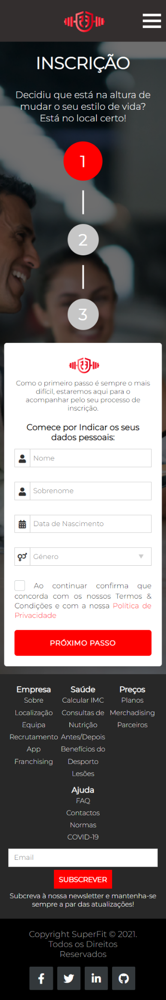 INSCRIÇÃO
Decidiu que está na altura de
mudar o seu estilo de vida?
Está no local certo!
1
2
3
Como o primeiro passo é sempre o mais
difícil, estaremos aqui para o
acompanhar pelo seu processo de
inscrição.
Comece por Indicar os seus
dados pessoais:
Nome
Sobrenome
Data de Nascimento
Género
Ao continuar confirma que
concorda com os nossos Termos &
Condições e com a nossa Política de
Privacidade
PRÓXIMO PASSO
Empresa
Sobre
Localização
Equipa
Recrutamento
App
Franchising
Saúde
Calcular IMC
Consultas de
Nutrição
Antes/Depois
Benefícios do
Desporto
Lesões
Preços
Planos
Merchadising
Parceiros
Ajuda
FAQ
Contactos
Normas
COVID-19
Email
SUBSCREVER
Subcreva à nossa newsletter e mantenha-se
sempre a par das atualizações!
Copyright SuperFit © 2021.
Todos os Direitos
Reservados